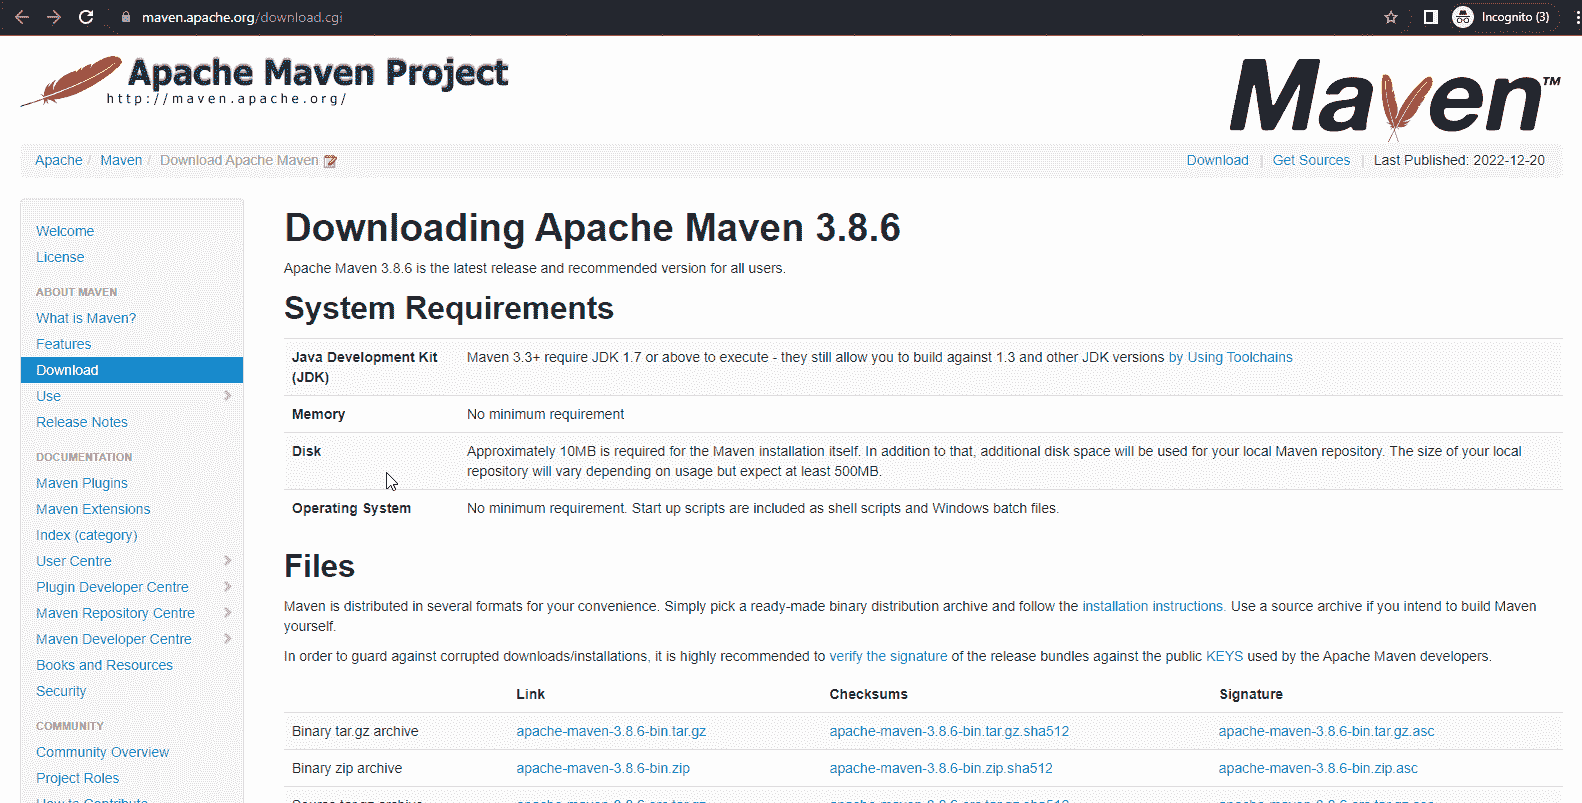 maven.apache.org/download.cgi
Incognito (3)
Apache Maven Project
http://maven.apache.org/
Maven™
Apache / Maven / Download Apache Maven
Download | Get Sources | Last Published: 2022-12-20
Welcome
License
ABOUT MAVEN
What is Maven?
Features
Download
Use
Release Notes
DOCUMENTATION
Maven Plugins
Maven Extensions
Index (category)
User Centre
Plugin Developer Centre
Maven Repository Centre
Maven Developer Centre
Books and Resources
Security
COMMUNITY
Community Overview
Project Roles
How to Contribute
Downloading Apache Maven 3.8.6
Apache Maven 3.8.6 is the latest release and recommended version for all users.
System Requirements
Java Development Kit Maven 3.3+ require JDK 1.7 or above to execute - they still allow you to build against 1.3 and other JDK versions by Using Toolchains
(JDK)
Memory No minimum requirement
Disk Approximately 10MB is required for the Maven installation itself. In addition to that, additional disk space will be used for your local Maven repository. The size of your local
repository will vary depending on usage but expect at least 500MB.
Operating System No minimum requirement. Start up scripts are included as shell scripts and Windows batch files.
Files
Maven is distributed in several formats for your convenience. Simply pick a ready-made binary distribution archive and follow the installation instructions. Use a source archive if you intend to build Maven
yourself.
In order to guard against corrupted downloads/installations, it is highly recommended to verify the signature of the release bundles against the public KEYS used by the Apache Maven developers.
Link Checksums Signature
Binary tar.gz archive apache-maven-3.8.6-bin.tar.gz apache-maven-3.8.6-bin.tar.gz.sha512 apache-maven-3.8.6-bin.tar.gz.asc
Binary zip archive apache-maven-3.8.6-bin.zip apache-maven-3.8.6-bin.zip.sha512 apache-maven-3.8.6-bin.zip.asc